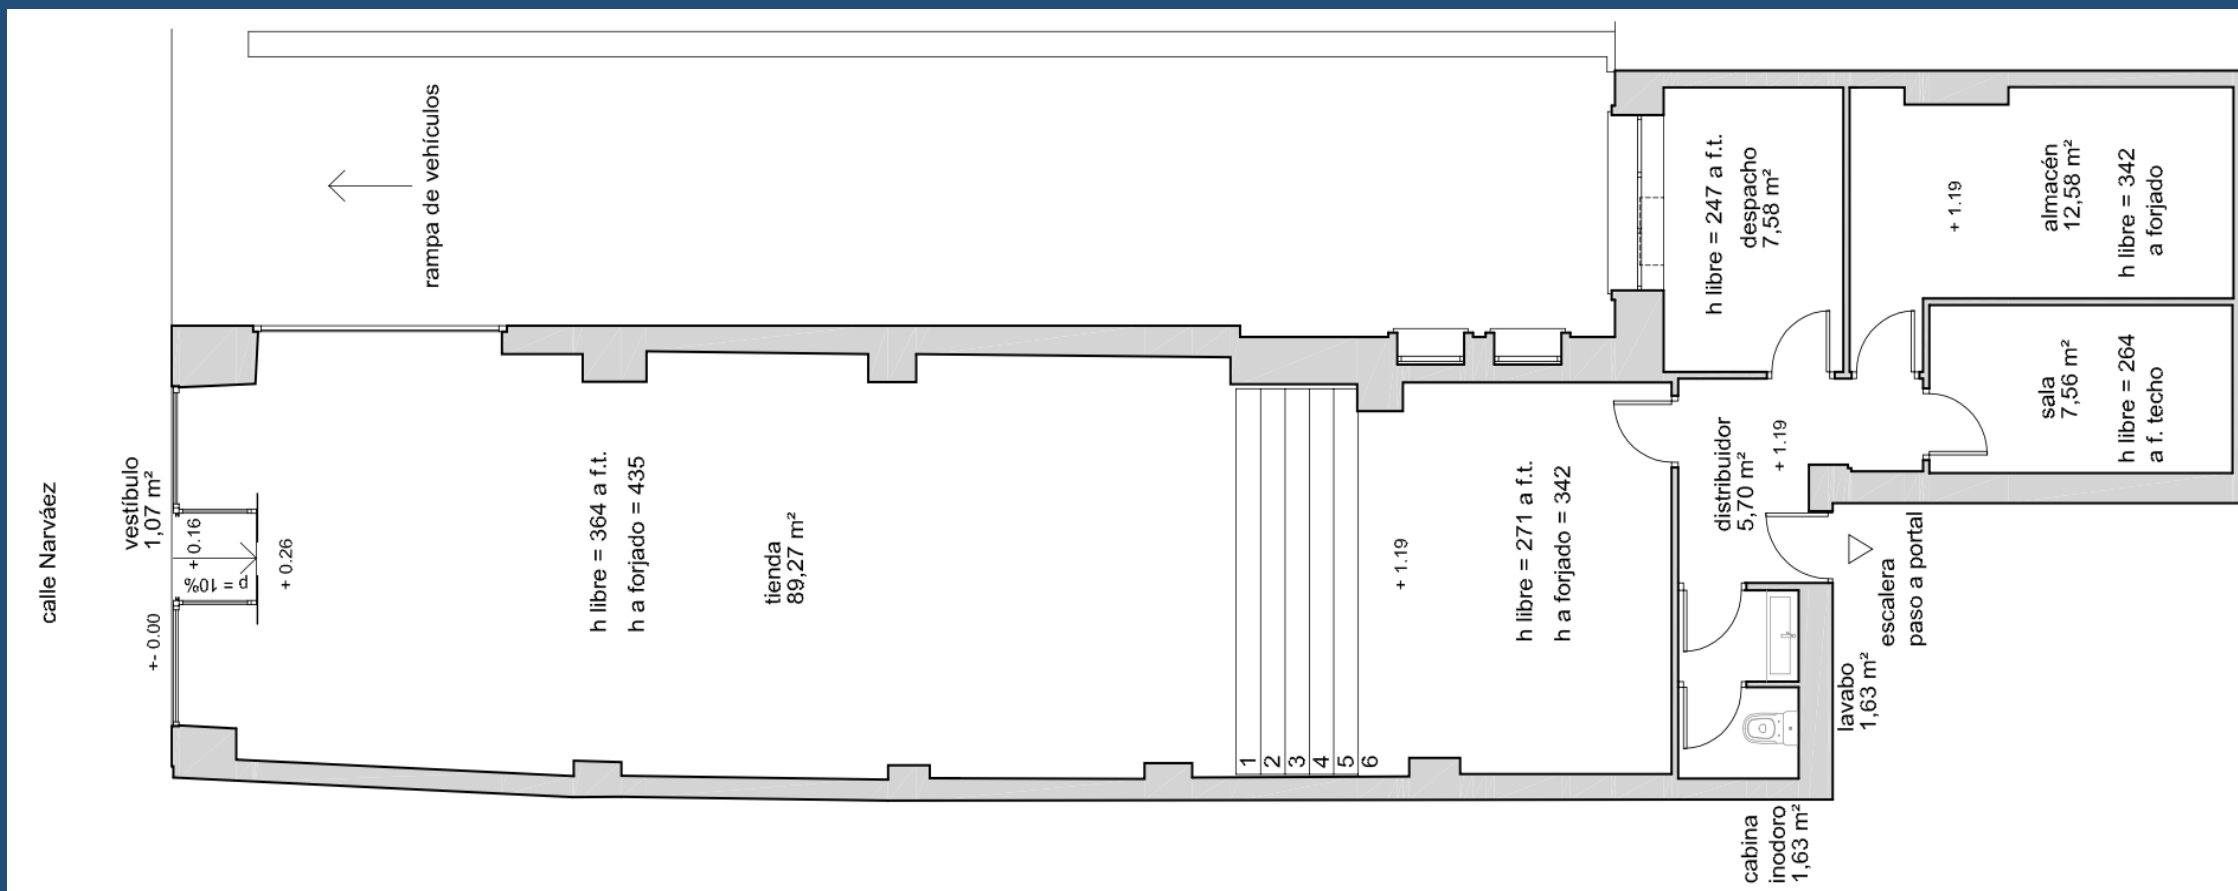 calle Narváez
vestíbulo
1,07 m²
+- 0.00
+ 0.16
p = 10%
+ 0.26
rampa de vehículos
h libre = 364 a f.t.
h a forjado = 435
tienda
89,27 m²
1
2
3
4
5
6
+ 1.19
h libre = 271 a f.t.
h a forjado = 342
h libre = 247 a f.t.
despacho
7,58 m²
distribuidor
5,70 m²
+ 1.19
+ 1.19
almacén
12,58 m²
h libre = 342
a forjado
sala
7,56 m²
h libre = 264
a f. techo
escalera
paso a portal
lavabo
1,63 m²
cabina
inodoro
1,63 m²